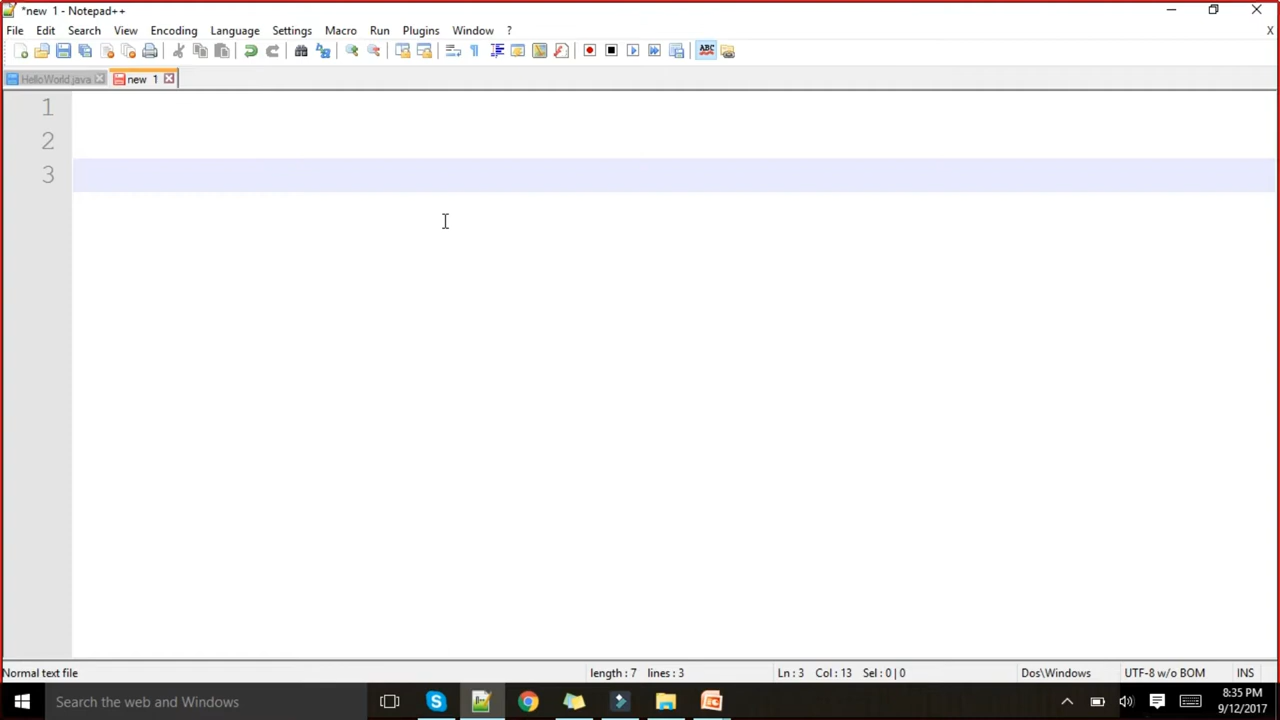 *new 1 - Notepad++
File Edit Search View Encoding Language Settings Macro Run Plugins Window ? X
ABC
HelloWorld.java new 1
1
2
3
Normal text file length : 7 lines : 3 Ln : 3 Col : 13 Sel : 0 | 0 Dos\Windows UTF-8 w/o BOM INS
Search the web and Windows
8:35 PM
9/12/2017